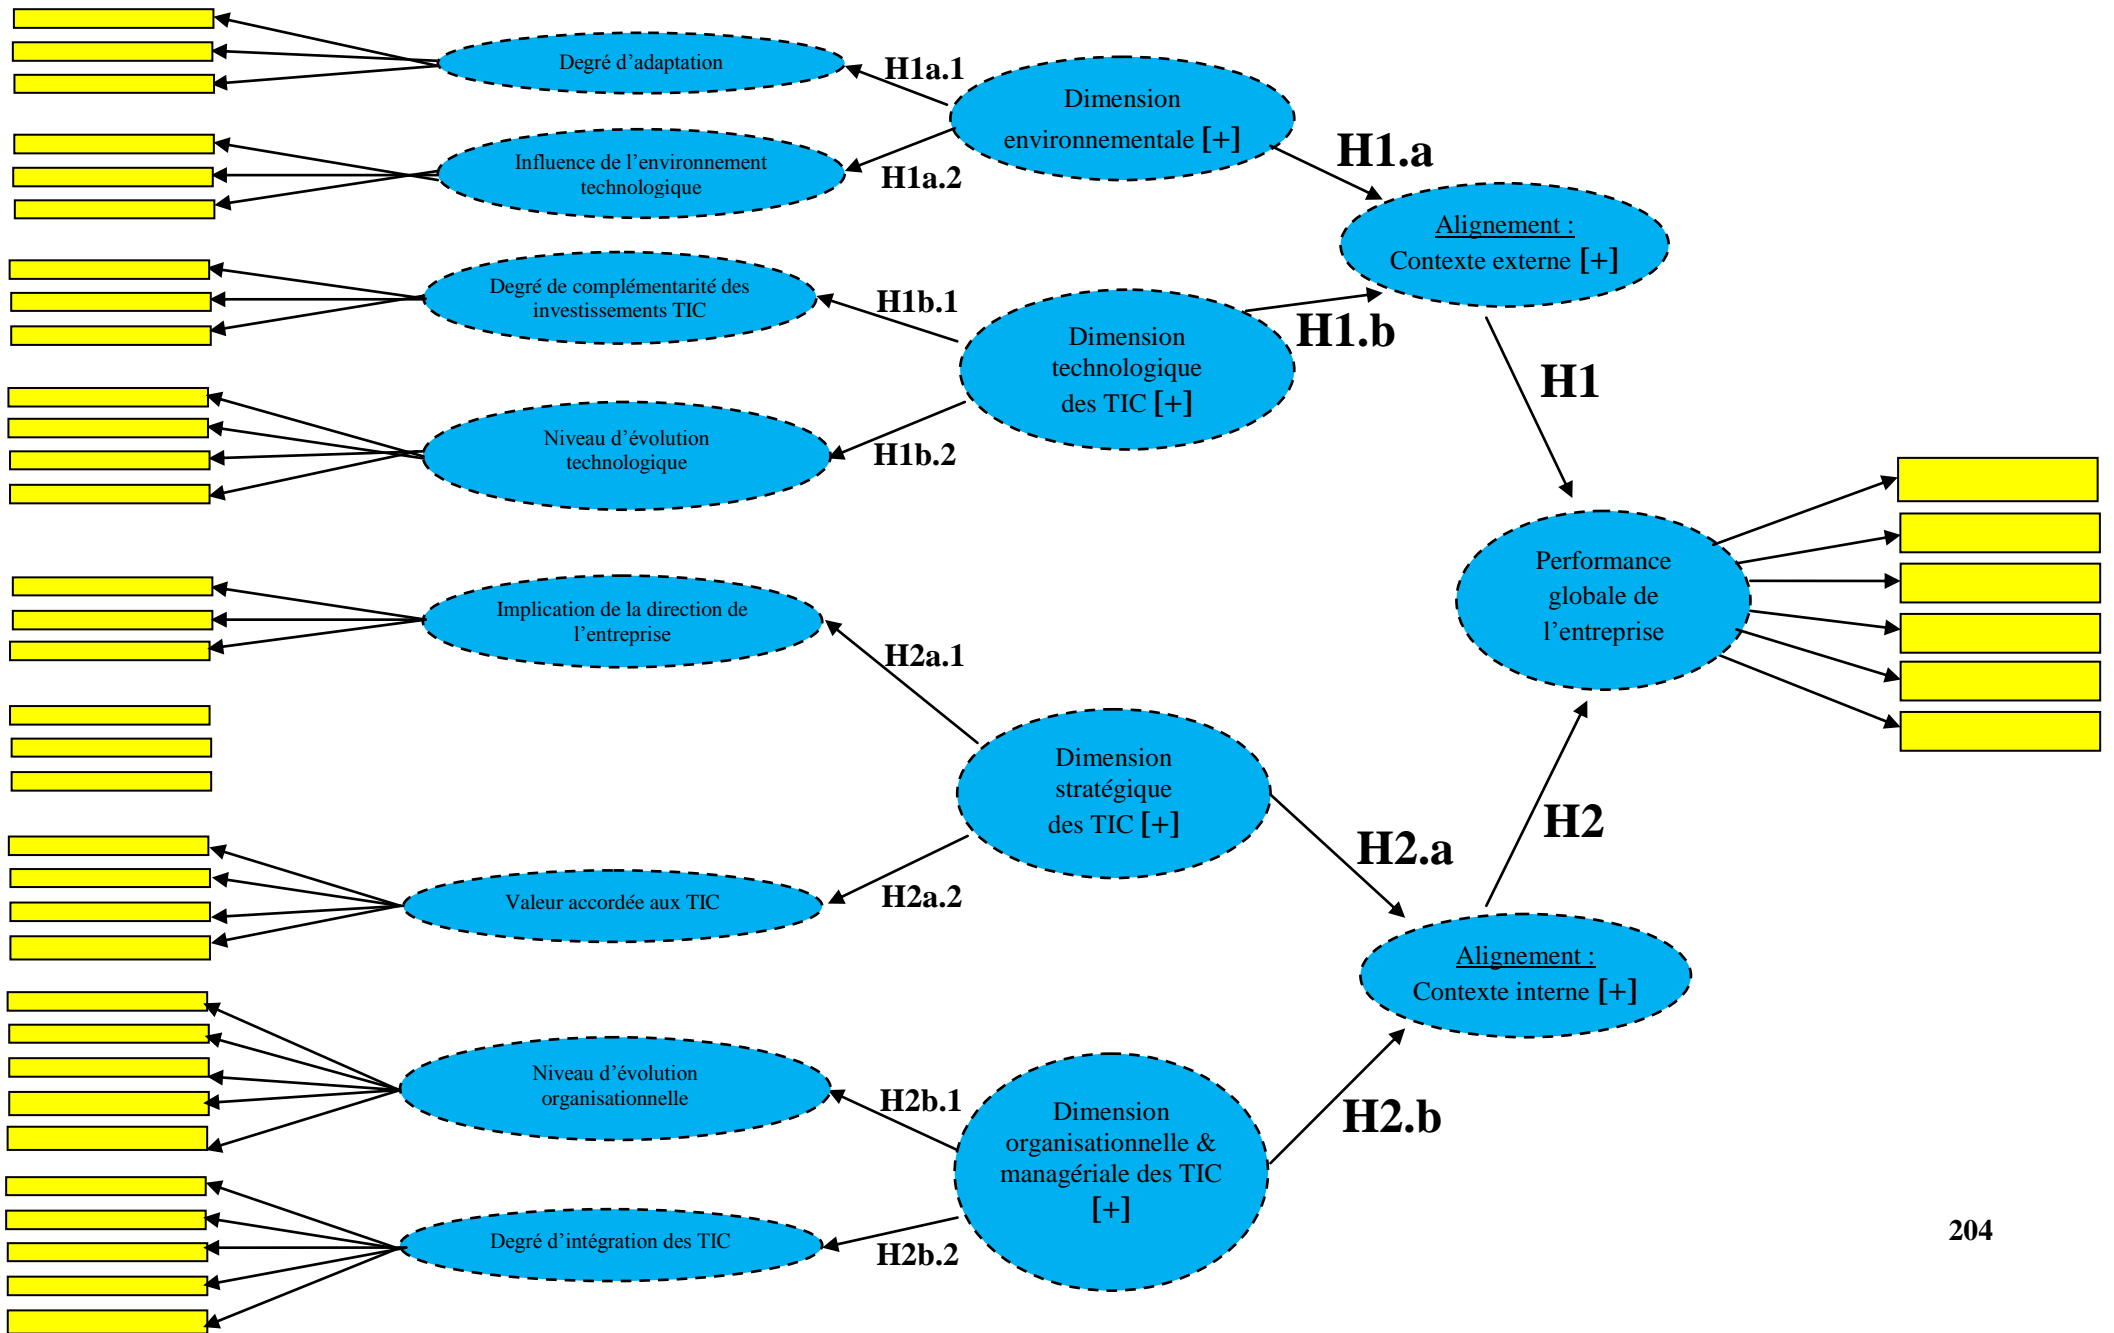 Degré d’adaptation
H1a.1
Dimension
environnementale [+]
H1.a
Influence de l’environnement
technologique
H1a.2
Alignement :
Contexte externe [+]
Degré de complémentarité des
investissements TIC
H1b.1
Dimension
technologique
des TIC [+]
H1.b
H1
Niveau d’évolution
technologique
H1b.2
Performance
globale de
l’entreprise
Implication de la direction de
l’entreprise
H2a.1
Dimension
stratégique
des TIC [+]
H2.a
H2
Valeur accordée aux TIC
H2a.2
Alignement :
Contexte interne [+]
Niveau d’évolution
organisationnelle
H2b.1
Dimension
organisationnelle &
managériale des TIC
[+]
H2.b
Degré d’intégration des TIC
H2b.2
204